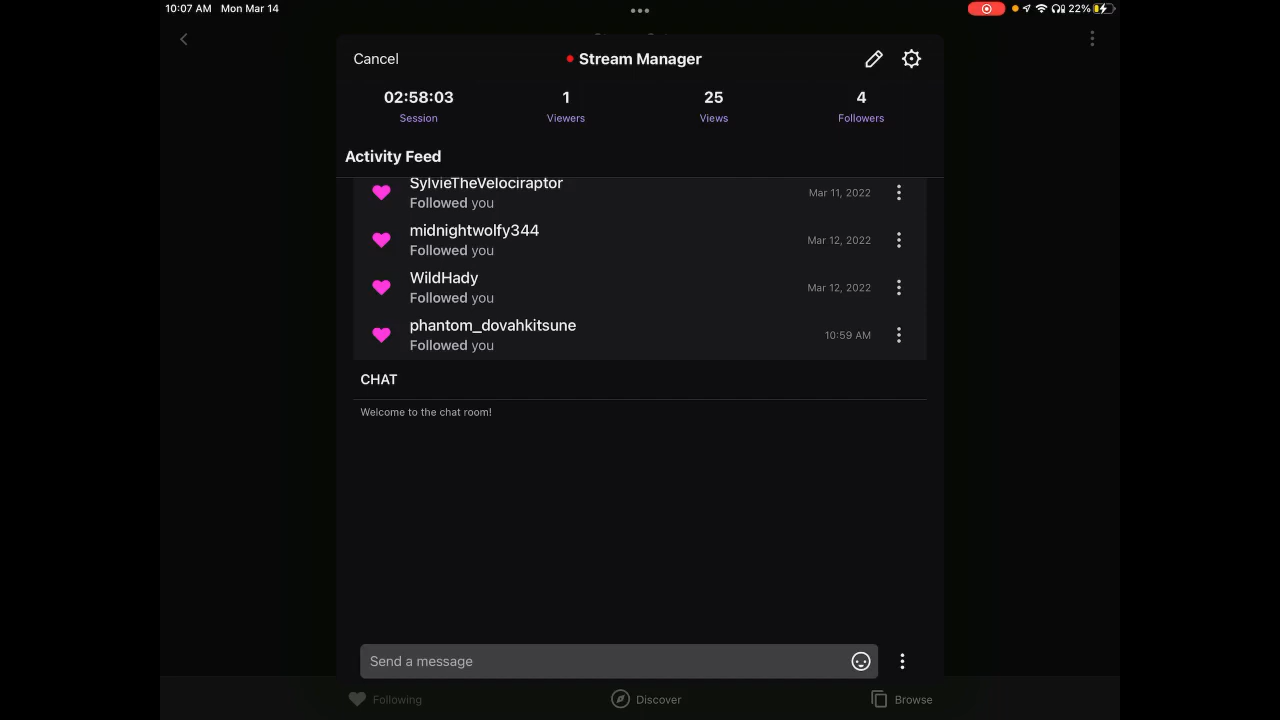 10:07 AM Mon Mar 14
22%
Cancel
Stream Manager
02:58:03
Session
1
Viewers
25
Views
4
Followers
Activity Feed
SylvieTheVelociraptor
Followed you
Mar 11, 2022
midnightwolfy344
Followed you
Mar 12, 2022
WildHady
Followed you
Mar 12, 2022
phantom_dovahkitsune
Followed you
10:59 AM
CHAT
Welcome to the chat room!
Send a message
Following
Discover
Browse